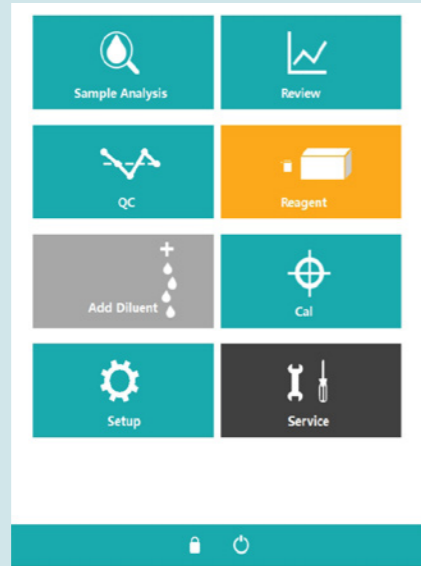 Sample Analysis
Review
QC
Reagent
Add Diluent
Cal
Setup
Service